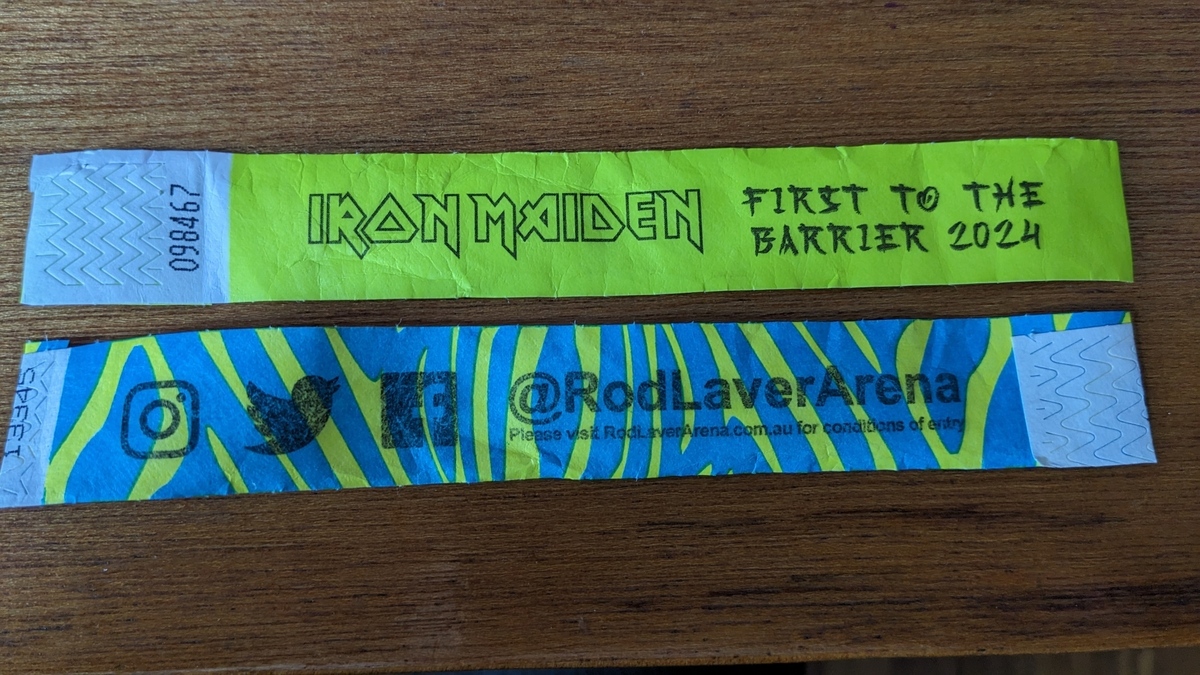 098467
IRON MAIDEN
FIRST TO THE
BARRIER 2024
13345
@RodLaverArena
Please visit RodLaverArena.com.au for conditions of entry